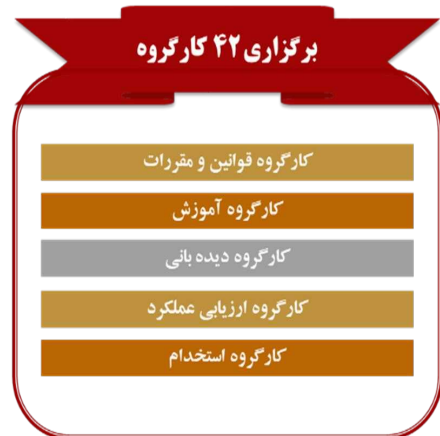 برگزاری ۴۲ کارگروه
کارگروه قوانین و مقررات
کارگروه آموزش
کارگروه دیده بانی
کارگروه ارزیابی عملکرد
کارگروه استخدام